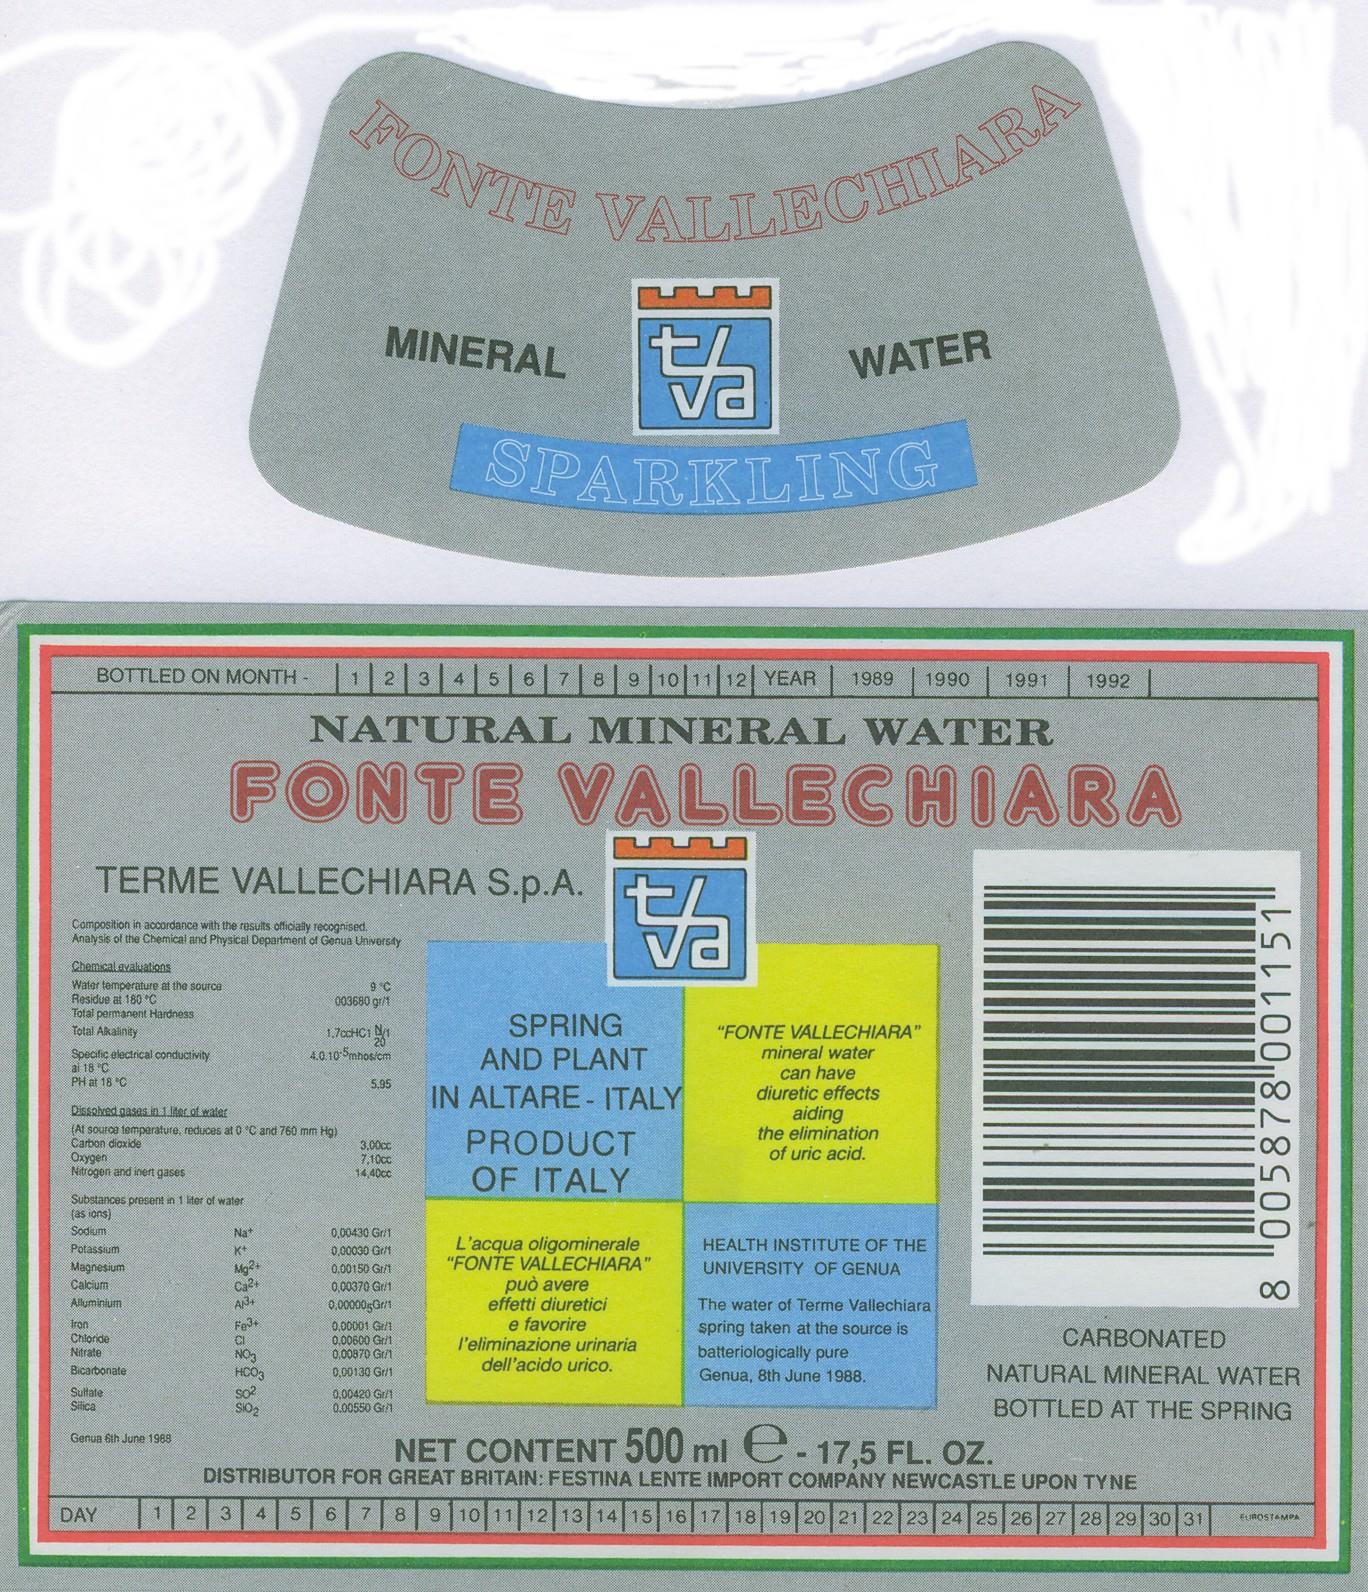 FONTE VALLECHIARA
MINERAL
WATER
t/va
SPARKLING
BOTTLED ON MONTH - 1 2 3 4 5 6 7 8 9 10 11 12 YEAR 1989 1990 1991 1992
NATURAL MINERAL WATER
FONTE VALLECHIARA
TERME VALLECHIARA S.p.A.
t/va
Composition in accordance with the results officially recognised.
Analysis of the Chemical and Physical Department of Genua University
Chemical evaluations
Water temperature at the source 9 °C
Residue at 180 °C 003680 gr/1
Total permanent Hardness
Total Alkalinity 1.7ccHC1 N/1
20
Specific electrical conductivity 4.0.10-5mhos/cm
ai 18 °C
PH at 18 °C 5,95
Dissolved gases in 1 liter of water
(At source temperature, reduces at 0 °C and 760 mm Hg)
Carbon dioxide 3,00cc
Oxygen 7,10cc
Nitrogen and inert gases 14,40cc
Substances present in 1 liter of water
(as ions)
Sodium Na+ 0,00430 Gr/1
Potassium K+ 0,00030 Gr/1
Magnesium Mg2+ 0,00150 Gr/1
Calcium Ca2+ 0,00370 Gr/1
Alluminium Al3+ 0,000005Gr/1
Iron Fe3+ 0,00001 Gr/1
Chloride Cl 0,00600 Gr/1
Nitrate NO3 0,00870 Gr/1
Bicarbonate HCO3 0,00130 Gr/1
Sulfate SO2 0,00420 Gr/1
Silica SiO2 0.00550 Gr/1
Genua 6th June 1988
SPRING
AND PLANT
IN ALTARE - ITALY
PRODUCT
OF ITALY
"FONTE VALLECHIARA"
mineral water
can have
diuretic effects
aiding
the elimination
of uric acid.
L'acqua oligominerale
"FONTE VALLECHIARA"
può avere
effetti diuretici
e favorire
l'eliminazione urinaria
dell'acido urico.
HEALTH INSTITUTE OF THE
UNIVERSITY OF GENUA
The water of Terme Vallechiara
spring taken at the source is
batteriologically pure
Genua, 8th June 1988.
8 005878 001151
CARBONATED
NATURAL MINERAL WATER
BOTTLED AT THE SPRING
NET CONTENT 500 ml e - 17,5 FL. OZ.
DISTRIBUTOR FOR GREAT BRITAIN: FESTINA LENTE IMPORT COMPANY NEWCASTLE UPON TYNE
DAY 1 2 3 4 5 6 7 8 9 10 11 12 13 14 15 16 17 18 19 20 21 22 23 24 25 26 27 28 29 30 31
EUROSTAMPA